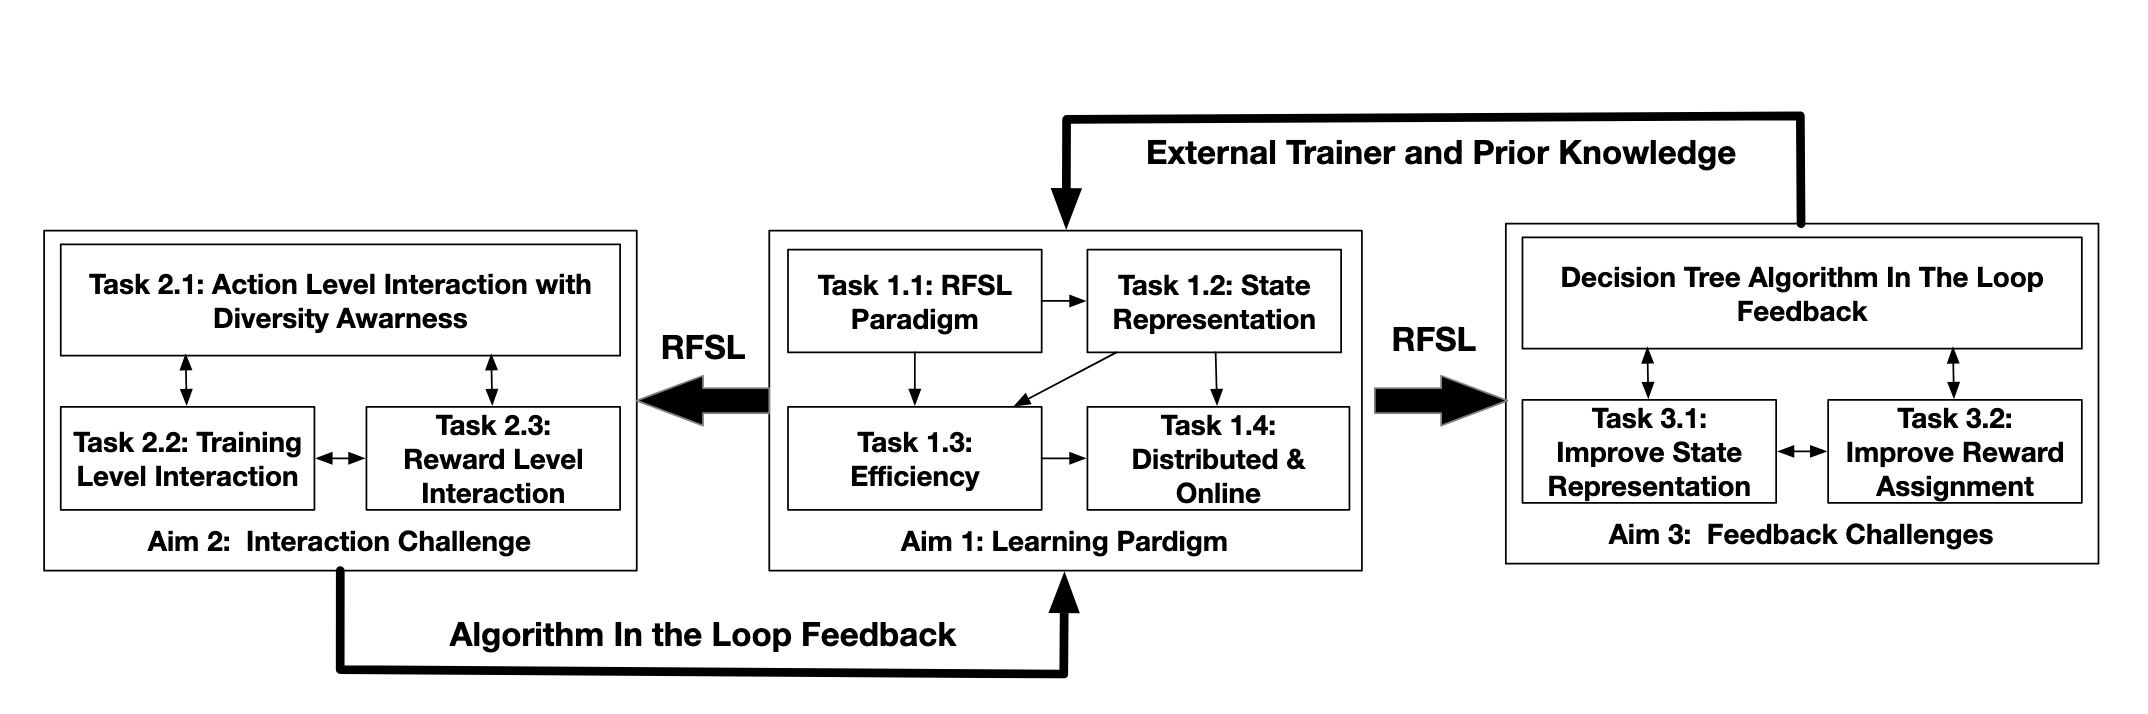 External Trainer and Prior Knowledge
Task 2.1: Action Level Interaction with
Diversity Awarness
Task 2.2: Training
Level Interaction
Task 2.3:
Reward Level
Interaction
Aim 2:  Interaction Challenge
RFSL
Task 1.1: RFSL
Paradigm
Task 1.2: State
Representation
Task 1.3:
Efficiency
Task 1.4:
Distributed &
Online
Aim 1: Learning Pardigm
RFSL
Decision Tree Algorithm In The Loop
Feedback
Task 3.1:
Improve State
Representation
Task 3.2:
Improve Reward
Assignment
Aim 3:  Feedback Challenges
Algorithm In the Loop Feedback